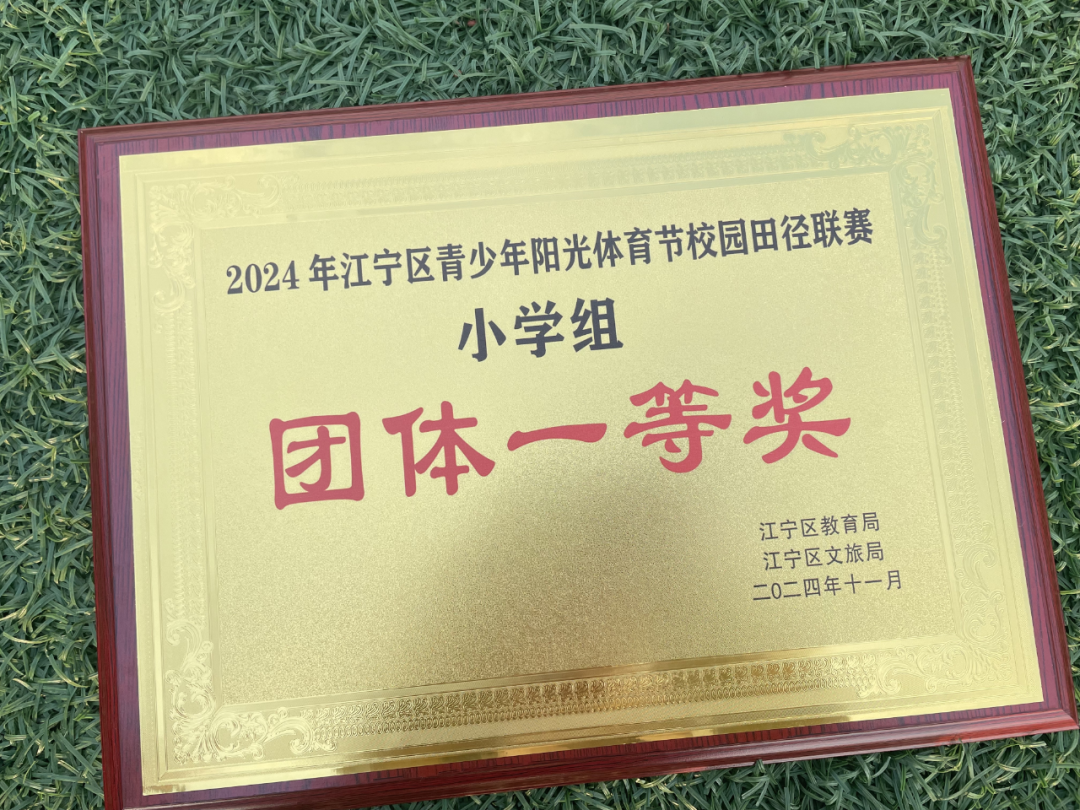 2024年江宁区青少年阳光体育节校园田径联赛
小学组
团体一等奖
江宁区教育局
江宁区文旅局
二0二四年十一月